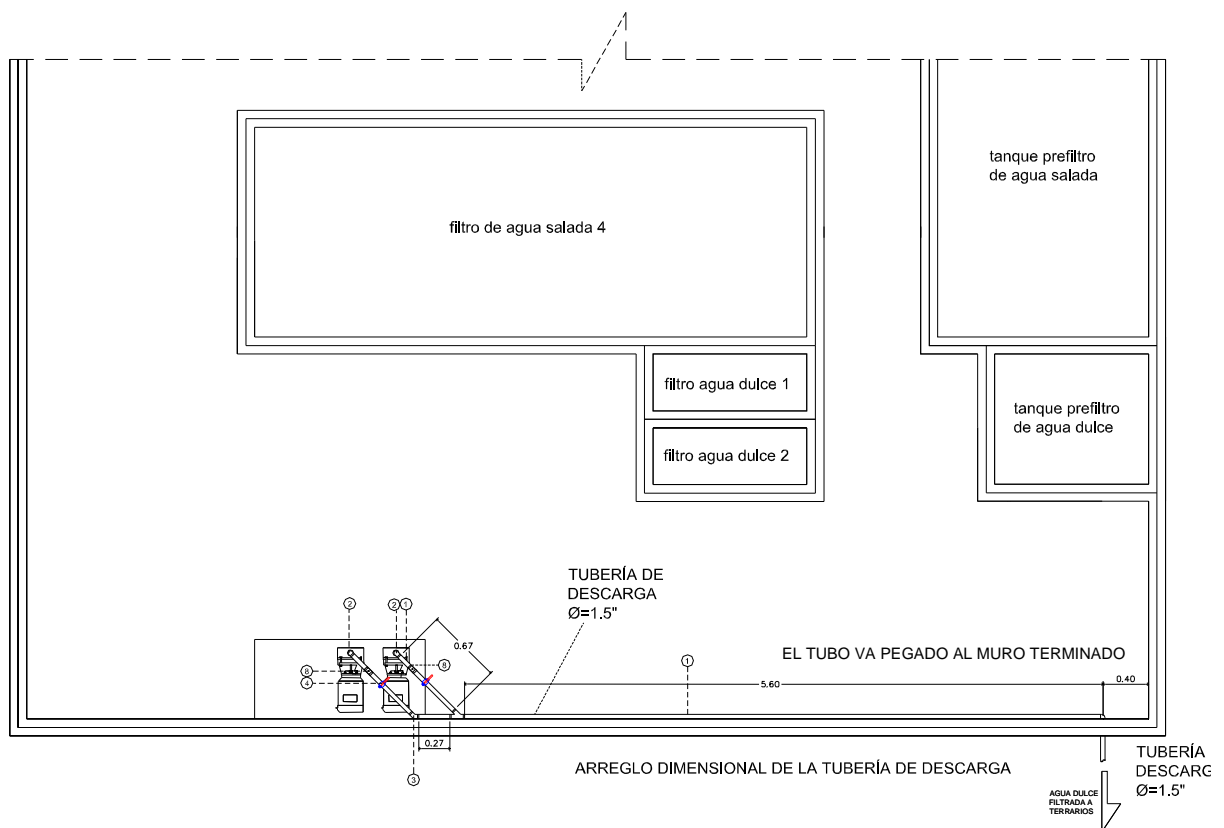 tanque prefiltro
de agua salada
filtro de agua salada 4
filtro agua dulce 1
filtro agua dulce 2
tanque prefiltro
de agua dulce
TUBERÍA DE
DESCARGA
Ø=1.5"
2
2
1
8
8
4
0.67
1
EL TUBO VA PEGADO AL MURO TERMINADO
5.60
0.40
0.27
3
ARREGLO DIMENSIONAL DE LA TUBERÍA DE DESCARGA
TUBERÍA
DESCARG
Ø=1.5"
AGUA DULCE
FILTRADA A
TERRARIOS